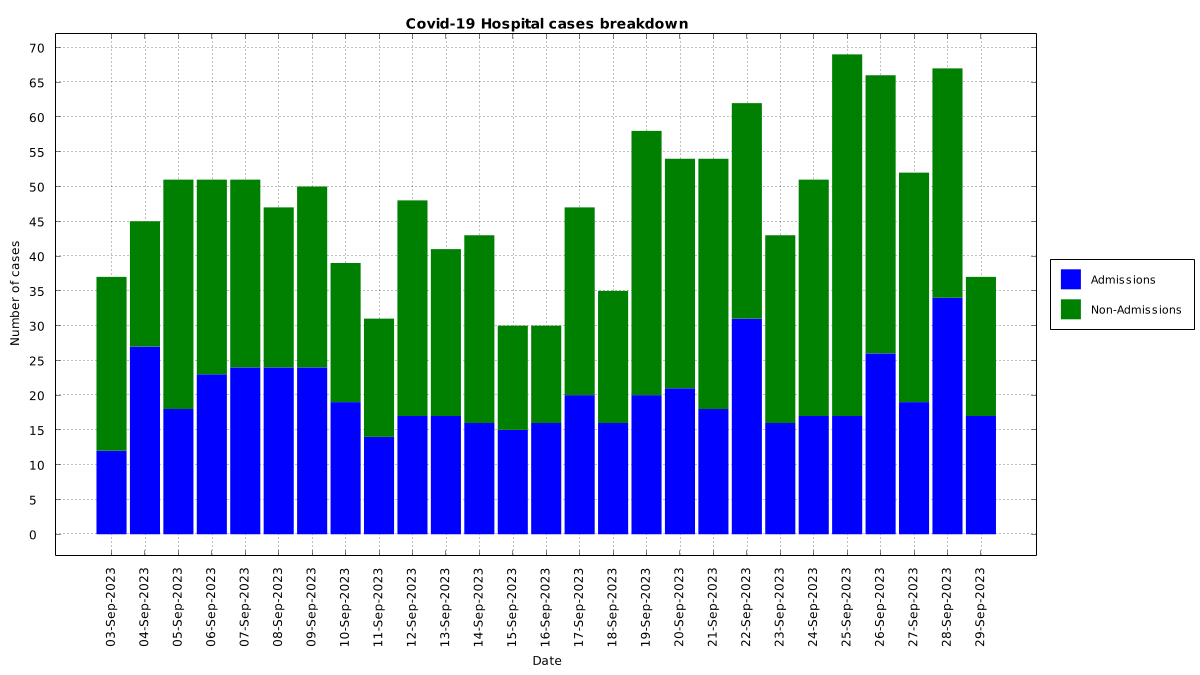 Covid-19 Hospital cases breakdown
70
65
60
55
50
45
40
35
30
25
20
15
10
5
0
Number of cases
03-Sep-2023
04-Sep-2023
05-Sep-2023
06-Sep-2023
07-Sep-2023
08-Sep-2023
09-Sep-2023
10-Sep-2023
11-Sep-2023
12-Sep-2023
13-Sep-2023
14-Sep-2023
15-Sep-2023
16-Sep-2023
17-Sep-2023
18-Sep-2023
19-Sep-2023
20-Sep-2023
21-Sep-2023
22-Sep-2023
23-Sep-2023
24-Sep-2023
25-Sep-2023
26-Sep-2023
27-Sep-2023
28-Sep-2023
29-Sep-2023
Date
Admissions
Non-Admissions